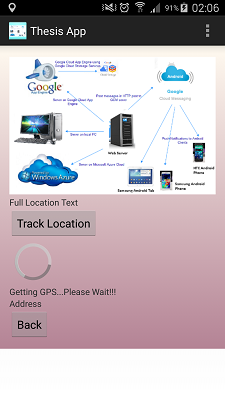 91% 02:06
Thesis App
Google Cloud App Engine using
Google Cloud Storage Services
Google
App Engine
Server on Google App
Engine
Send messages or HTTP post to
GCM server
Android
Google
Cloud Messaging
Server on local PC
Web Server
Push Notifications to Android
Clients
HTC Android
Phone
Server on Microsoft Azure Cloud
Windows Azure
Samsung Android Tab
Samsung Android
Phone
Full Location Text
Track Location
Getting GPS...Please Wait!!!
Address
Back